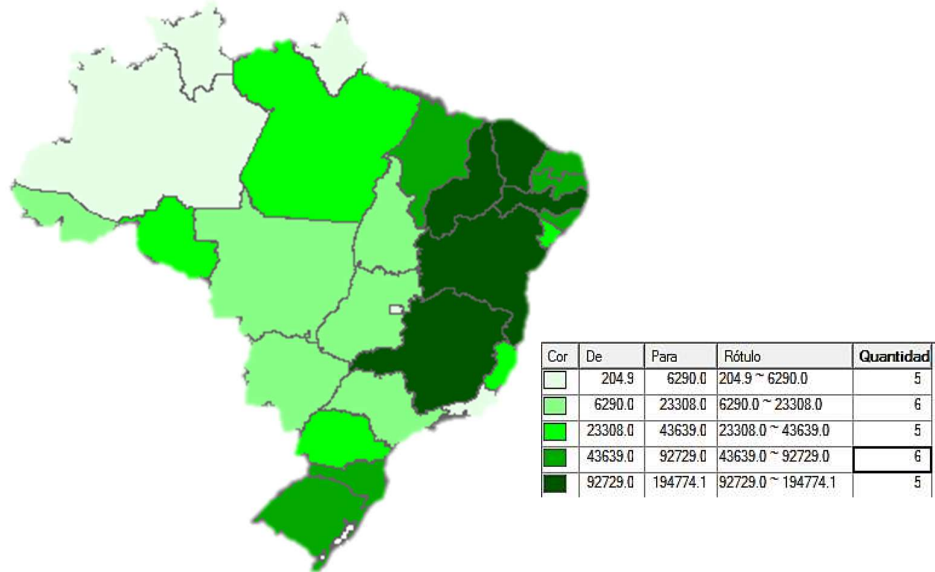 Cor De Para Rótulo Quantidad
204.9 6290.0 204.9 ~ 6290.0 5
6290.0 23308.0 6290.0 ~ 23308.0 6
23308.0 43639.0 23308.0 ~ 43639.0 5
43639.0 92729.0 43639.0 ~ 92729.0 6
92729.0 194774.1 92729.0 ~ 194774.1 5